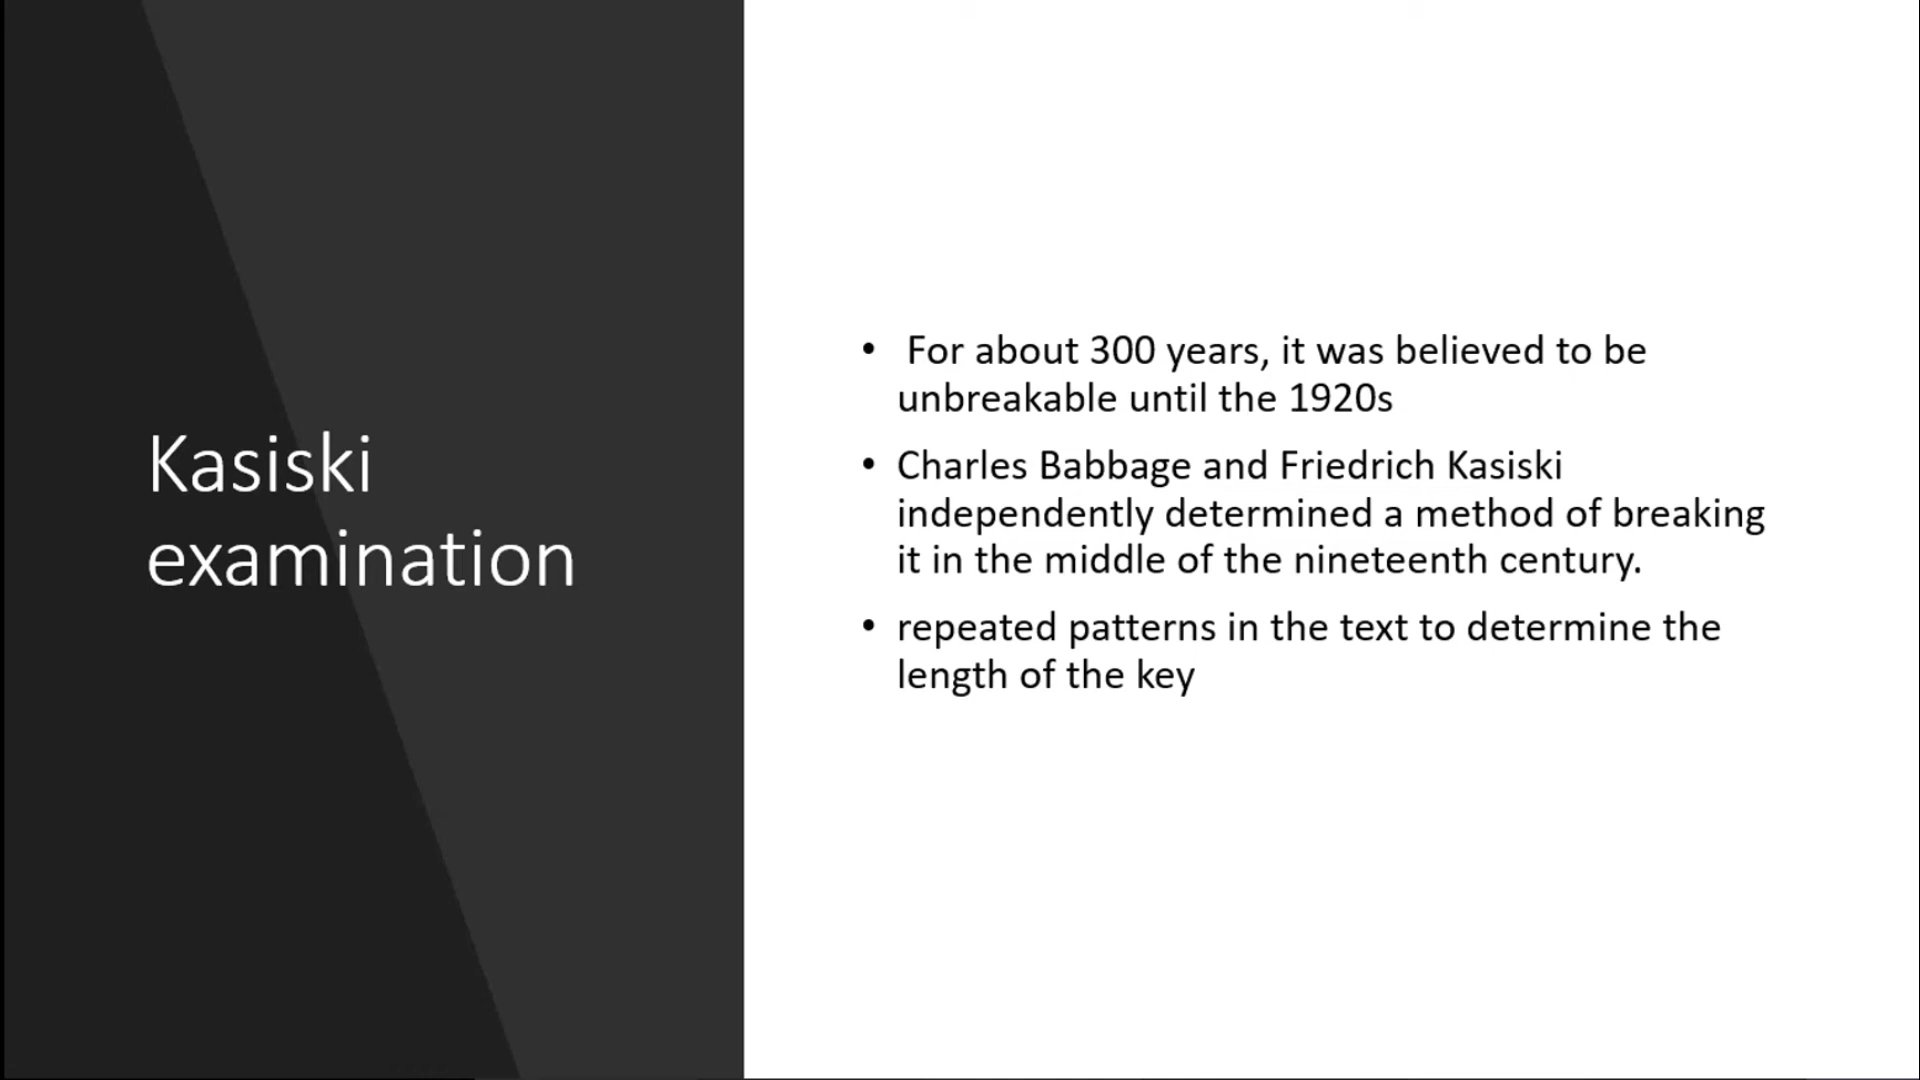 Kasiski
examination
• For about 300 years, it was believed to be
unbreakable until the 1920s
• Charles Babbage and Friedrich Kasiski
independently determined a method of breaking
it in the middle of the nineteenth century.
• repeated patterns in the text to determine the
length of the key